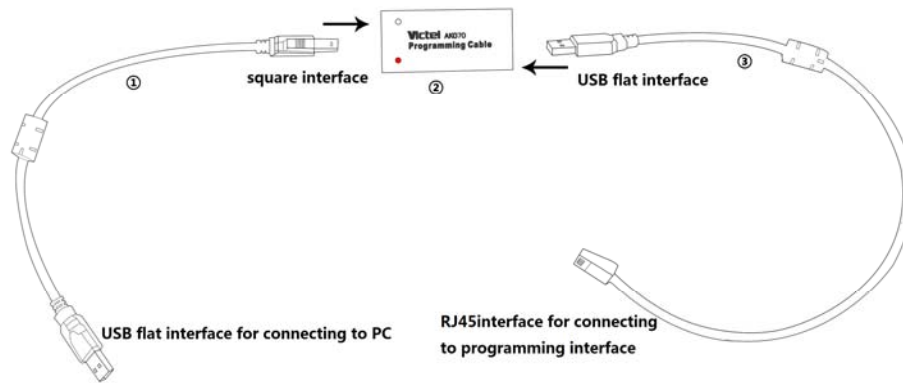 Victel AK070
Programming Cable
①
square interface
②
USB flat interface
③
USB flat interface for connecting to PC
RJ45interface for connecting
to programming interface